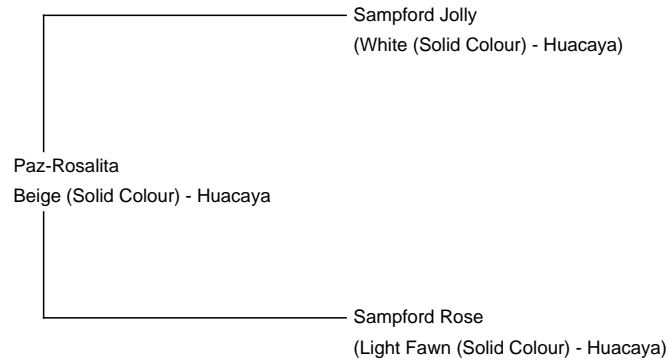 Sampford Jolly
(White (Solid Colour) - Huacaya)
Paz-Rosalita
Beige (Solid Colour) - Huacaya
Sampford Rose
(Light Fawn (Solid Colour) - Huacaya)